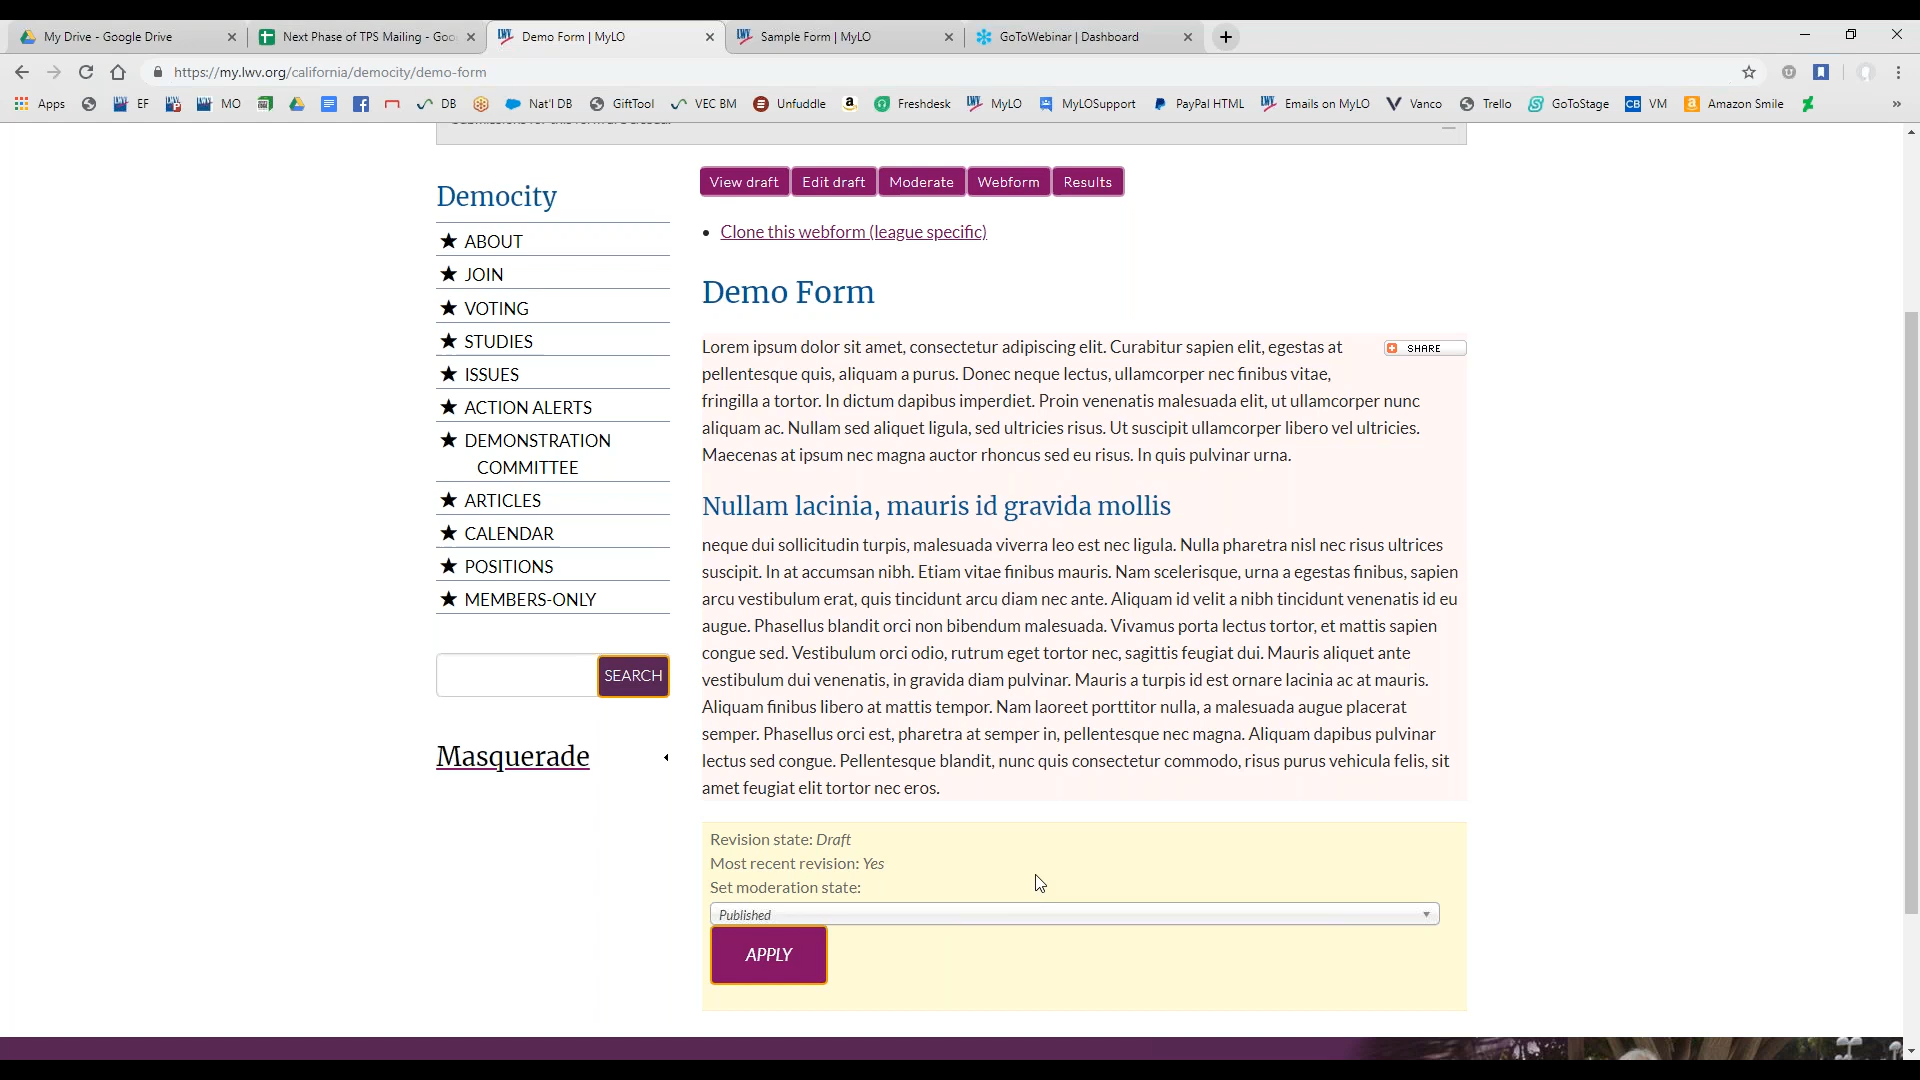 My Drive - Google Drive
Next Phase of TPS Mailing - Goo
Demo Form | MyLO
Sample Form | MyLO
GoToWebinar | Dashboard
https://my.lwv.org/california/democity/demo-form
Apps
EF
MO
DB
Nat'l DB
GiftTool
VEC BM
Unfuddle
Freshdesk
MyLO
MyLOSupport
PayPal HTML
Emails on MyLO
Vanco
Trello
GoToStage
CB VM
Amazon Smile
View draft
Edit draft
Moderate
Webform
Results
Democity
ABOUT
JOIN
VOTING
STUDIES
ISSUES
ACTION ALERTS
DEMONSTRATION
COMMITTEE
ARTICLES
CALENDAR
POSITIONS
MEMBERS-ONLY
SEARCH
Masquerade
Clone this webform (league specific)
Demo Form
SHARE
Lorem ipsum dolor sit amet, consectetur adipiscing elit. Curabitur sapien elit, egestas at
pellentesque quis, aliquam a purus. Donec neque lectus, ullamcorper nec finibus vitae,
fringilla a tortor. In dictum dapibus imperdiet. Proin venenatis malesuada elit, ut ullamcorper nunc
aliquam ac. Nullam sed aliquet ligula, sed ultricies risus. Ut suscipit ullamcorper libero vel ultricies.
Maecenas at ipsum nec magna auctor rhoncus sed eu risus. In quis pulvinar urna.
Nullam lacinia, mauris id gravida mollis
neque dui sollicitudin turpis, malesuada viverra leo est nec ligula. Nulla pharetra nisl nec risus ultrices
suscipit. In at accumsan nibh. Etiam vitae finibus mauris. Nam scelerisque, urna a egestas finibus, sapien
arcu vestibulum erat, quis tincidunt arcu diam nec ante. Aliquam id velit a nibh tincidunt venenatis id eu
augue. Phasellus blandit orci non bibendum malesuada. Vivamus porta lectus tortor, et mattis sapien
congue sed. Vestibulum orci odio, rutrum eget tortor nec, sagittis feugiat dui. Mauris aliquet ante
vestibulum dui venenatis, in gravida diam pulvinar. Mauris a turpis id est ornare lacinia ac at mauris.
Aliquam finibus libero at mattis tempor. Nam laoreet porttitor nulla, a malesuada augue placerat
semper. Phasellus orci est, pharetra at semper in, pellentesque nec magna. Aliquam dapibus pulvinar
lectus sed congue. Pellentesque blandit, nunc quis consectetur commodo, risus purus vehicula felis, sit
amet feugiat elit tortor nec eros.
Revision state: Draft
Most recent revision: Yes
Set moderation state:
Published
APPLY